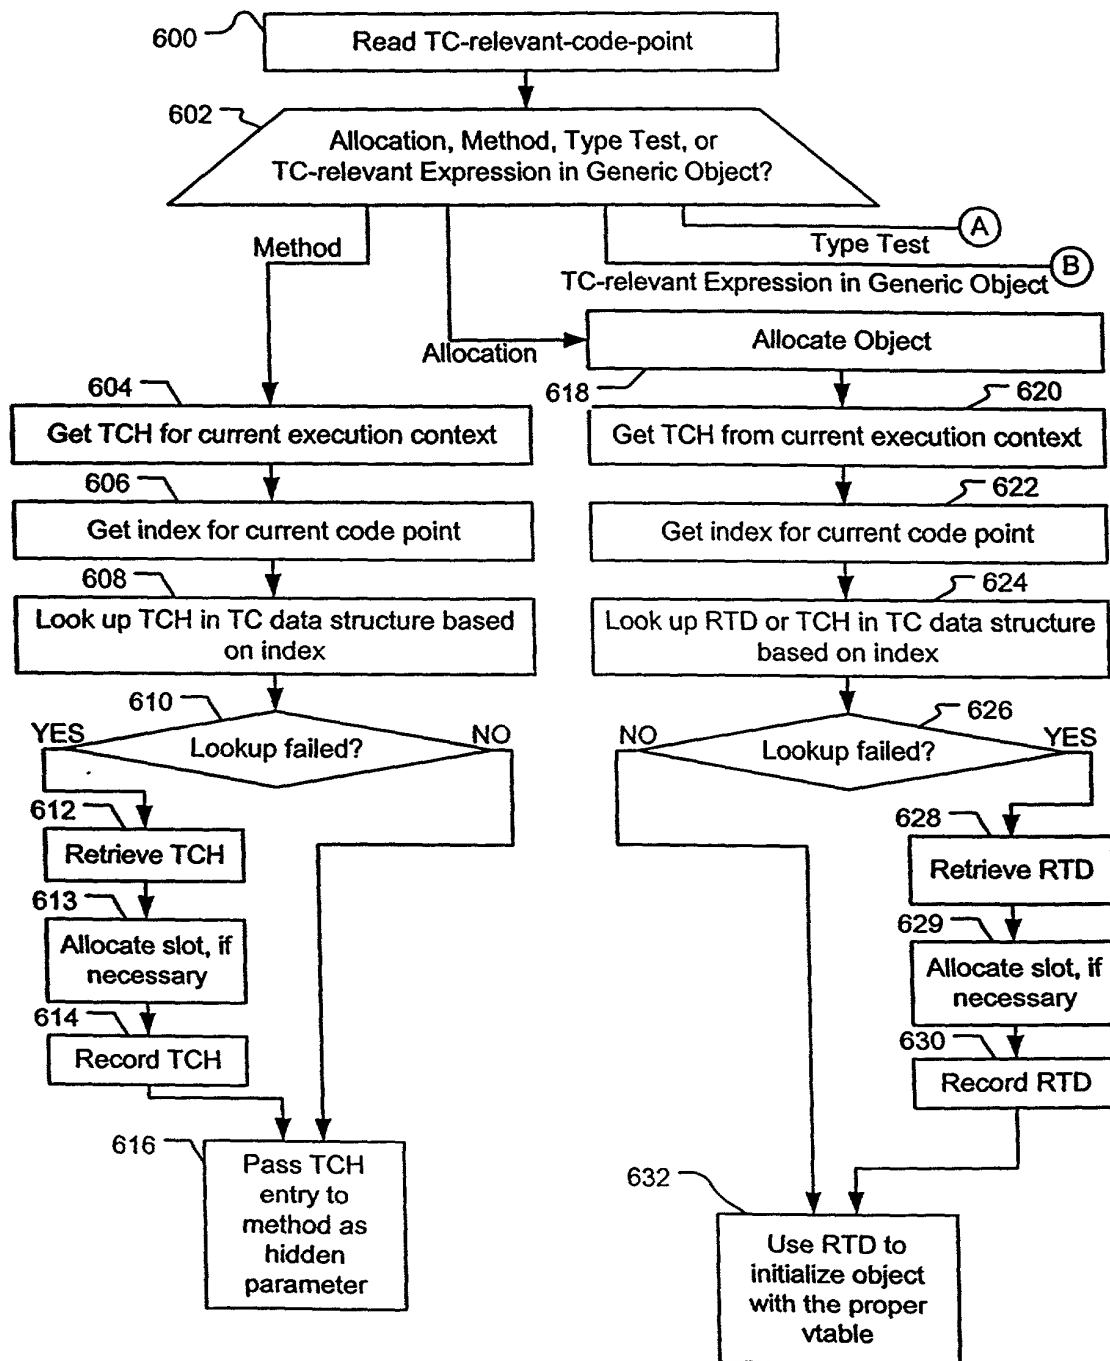 600
Read TC-relevant-code-point
602
Allocation, Method, Type Test, or
TC-relevant Expression in Generic Object?
Method
A
Type Test
B
TC-relevant Expression in Generic Object
Allocation
Allocate Object
618
604
Get TCH for current execution context
620
Get TCH from current execution context
606
Get index for current code point
622
Get index for current code point
608
Look up TCH in TC data structure based
on index
624
Look up RTD or TCH in TC data structure
based on index
610
YES
Lookup failed?
NO
626
NO
Lookup failed?
YES
612
Retrieve TCH
628
Retrieve RTD
613
Allocate slot, if
necessary
629
Allocate slot, if
necessary
614
Record TCH
630
Record RTD
616
Pass TCH
entry to
method as
hidden
parameter
632
Use RTD to
initialize object
with the proper
vtable